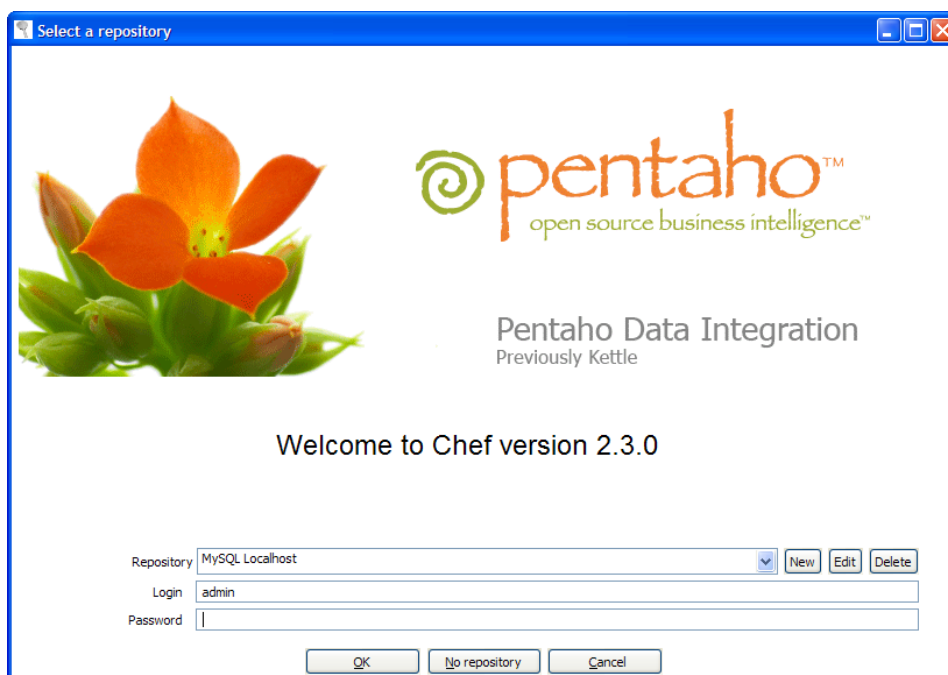 Select a repository
pentaho™
open source business intelligence™
Pentaho Data Integration
Previously Kettle
Welcome to Chef version 2.3.0
Repository MySQL Localhost New Edit Delete
Login admin
Password
OK No repository Cancel